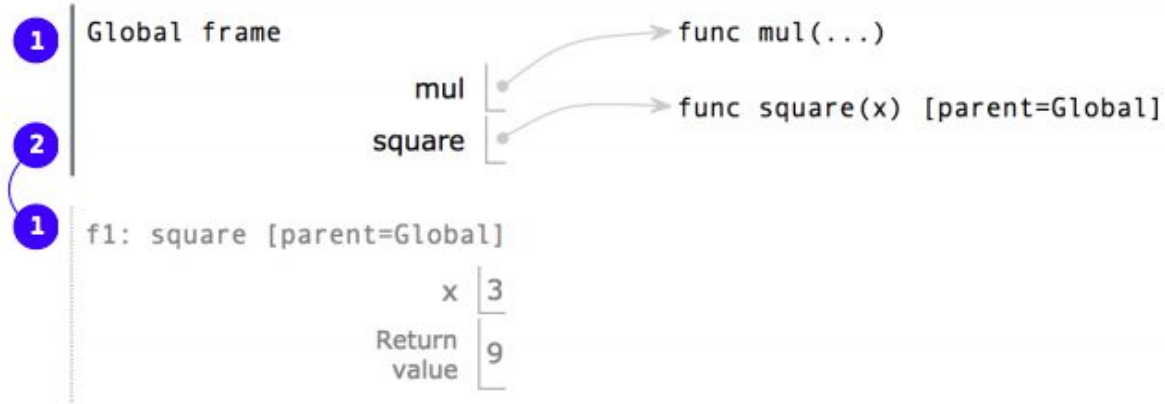 1 Global frame func mul(...)
mul
func square(x) [parent=Global]
2 square
1 f1: square [parent=Global]
x 3
Return
value 9